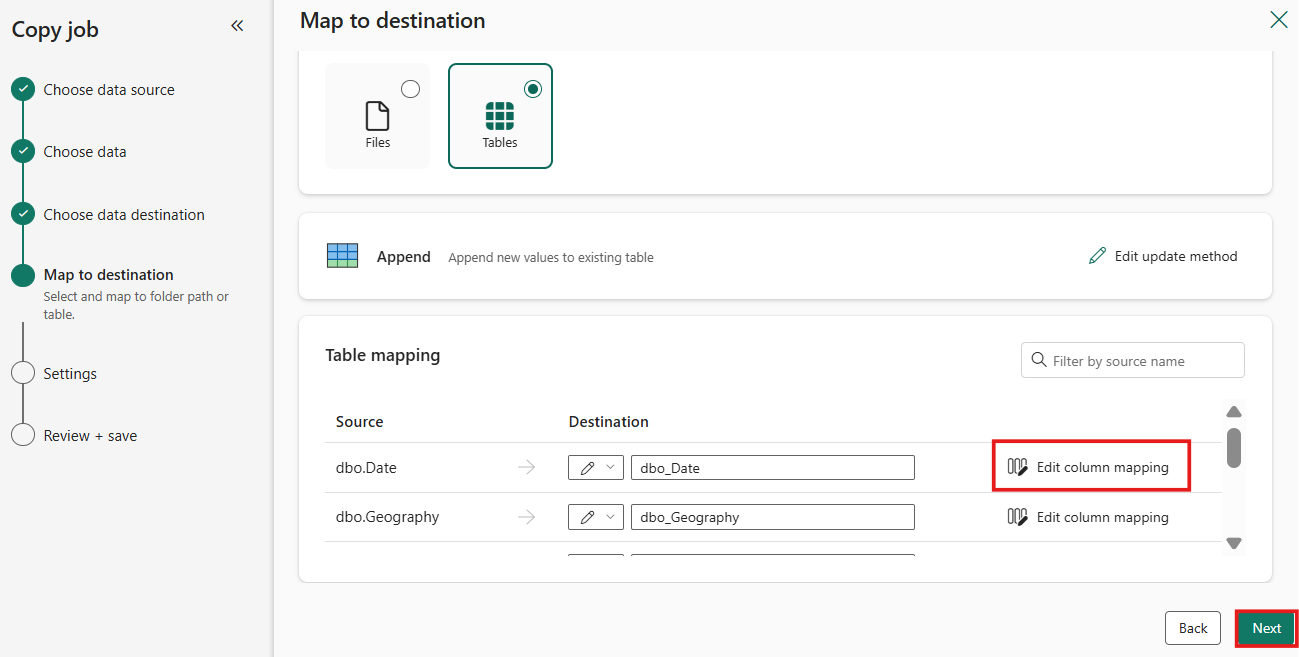 Copy job
Choose data source
Choose data
Choose data destination
Map to destination
Select and map to folder path or
table.
Settings
Review + save
Map to destination
Files
Tables
Append Append new values to existing table Edit update method
Table mapping
Filter by source name
Source Destination
dbo.Date dbo_Date Edit column mapping
dbo.Geography dbo_Geography Edit column mapping
Back Next